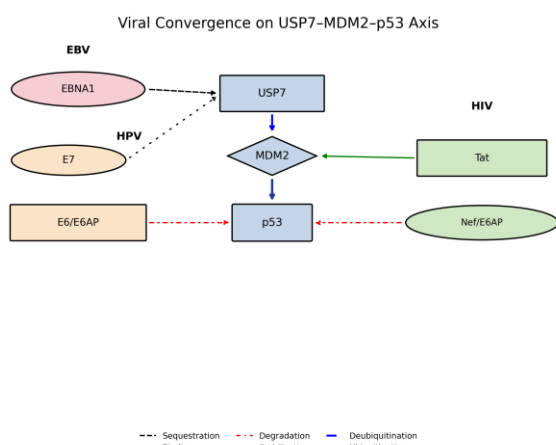 Viral Convergence on USP7–MDM2–p53 Axis
EBV
EBNA1
USP7
HIV
HPV
E7
MDM2
Tat
E6/E6AP
p53
Nef/E6AP
Sequestration
Degradation
Deubiquitination